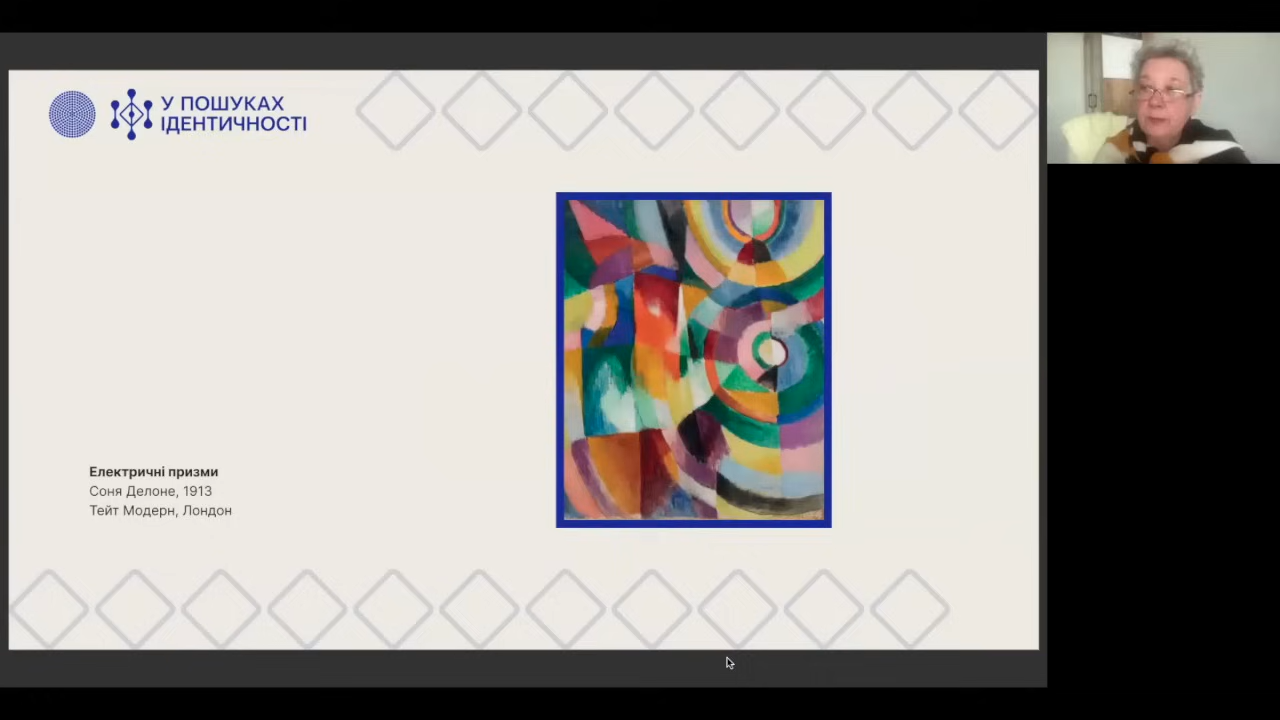 У ПОШУКАХ
ІДЕНТИЧНОСТІ
Електричні призми
Соня Делоне, 1913
Тейт Модерн, Лондон